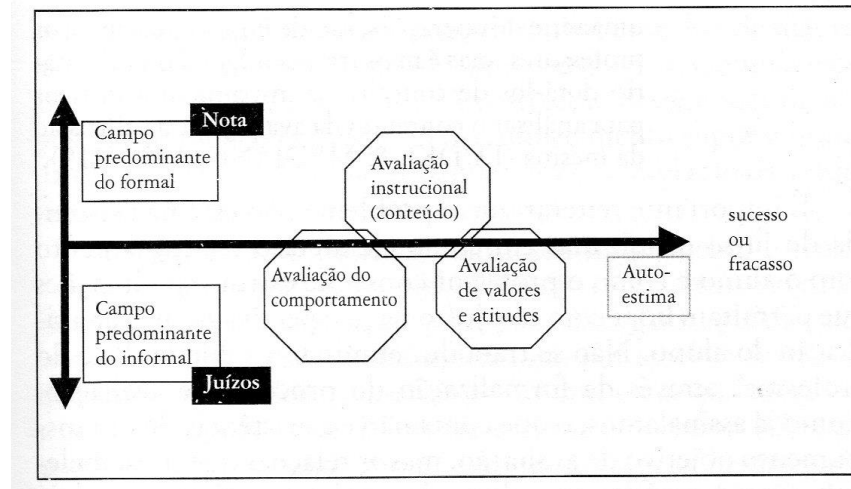 Nota
Campo
predominante
do formal
Avaliação
instrucional
(conteúdo)
sucesso
ou
fracasso
Avaliação do
comportamento
Avaliação
de valores
e atitudes
Auto-
estima
Campo
predominante
do informal
Juízos